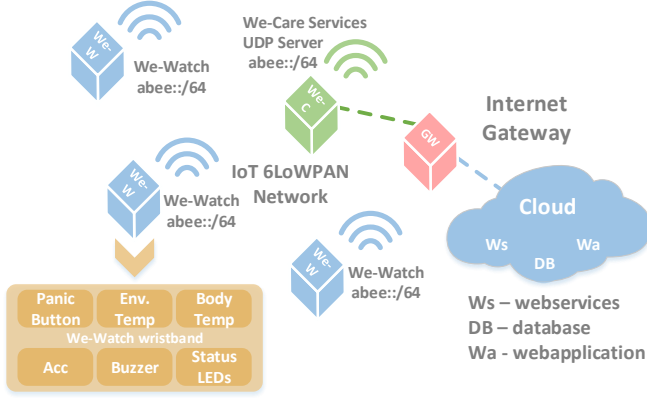 We-Care Services
UDP Server
abee::/64
We-
W
We-Watch
abee::/64
We-
C
GW
Internet
Gateway
We-
W
IoT 6LoWPAN
Network
We-Watch
abee::/64
Cloud
Ws
Wa
DB
We-
W
We-Watch
abee::/64
Panic
Button
Env.
Temp
Body
Temp
We-Watch wristband
Acc
Buzzer
Status
LEDs
Ws – webservices
DB – database
Wa - webapplication